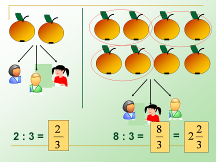 2 : 3 = 2/3
8 : 3 = 8/3 = 2 2/3